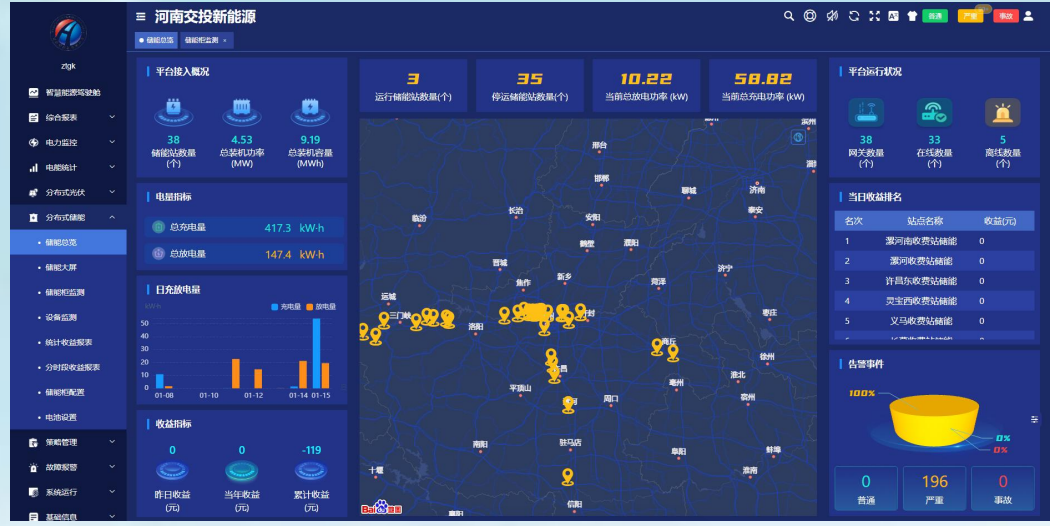 ztgk
智慧能源驾驶舱
综合报表
电力监控
电能统计
分布式光伏
分布式储能
储能总览
储能大屏
储能柜监测
设备监测
统计收益报表
分时段收益报表
储能柜配置
电池设置
策略管理
故障报警
系统运行
基础信息
河南交投新能源
普通
严重
事故
储能总览
储能柜监测 ×
平台接入概况
38
4.53
9.19
储能站数量
总装机功率
总装机容量
(个)
(MW)
(MWh)
电量指标
总充电量 417.3 kW·h
总放电量 147.4 kW·h
日充放电量
kW·h
充电量 放电量
50
40
30
20
10
0
01-08 01-10 01-12 01-14 01-15
收益指标
0
0
-119
昨日收益
当年收益
累计收益
(元)
(元)
(元)
3
运行储能站数量(个)
35
停运储能站数量(个)
10.22
当前总放电功率 (kW)
58.82
当前总充电功率 (kW)
滨州
邢台
邯郸
聊城
济南
临汾
长治
安阳
泰安
鹤壁
濮阳
晋城
济宁
焦作
新乡
菏泽
运城
三门峡
枣庄
洛阳
封
商丘
徐州
昌
淮北
平顶山
亳州
周口
宿州
河
南阳
驻马店
阜阳
蚌埠
十堰
淮南
信阳
襄阳
Bai 地图
平台运行状况
38
33
5
网关数量
在线数量
离线数量
(个)
(个)
(个)
当日收益排名
名次 站点名称 收益(元)
1 漯河南收费站储能 0
2 漯河收费站储能 0
3 许昌东收费站储能 0
4 灵宝西收费站储能 0
5 义马收费站储能 0
告警事件
100%
0%
0%
0
196
0
普通
严重
事故